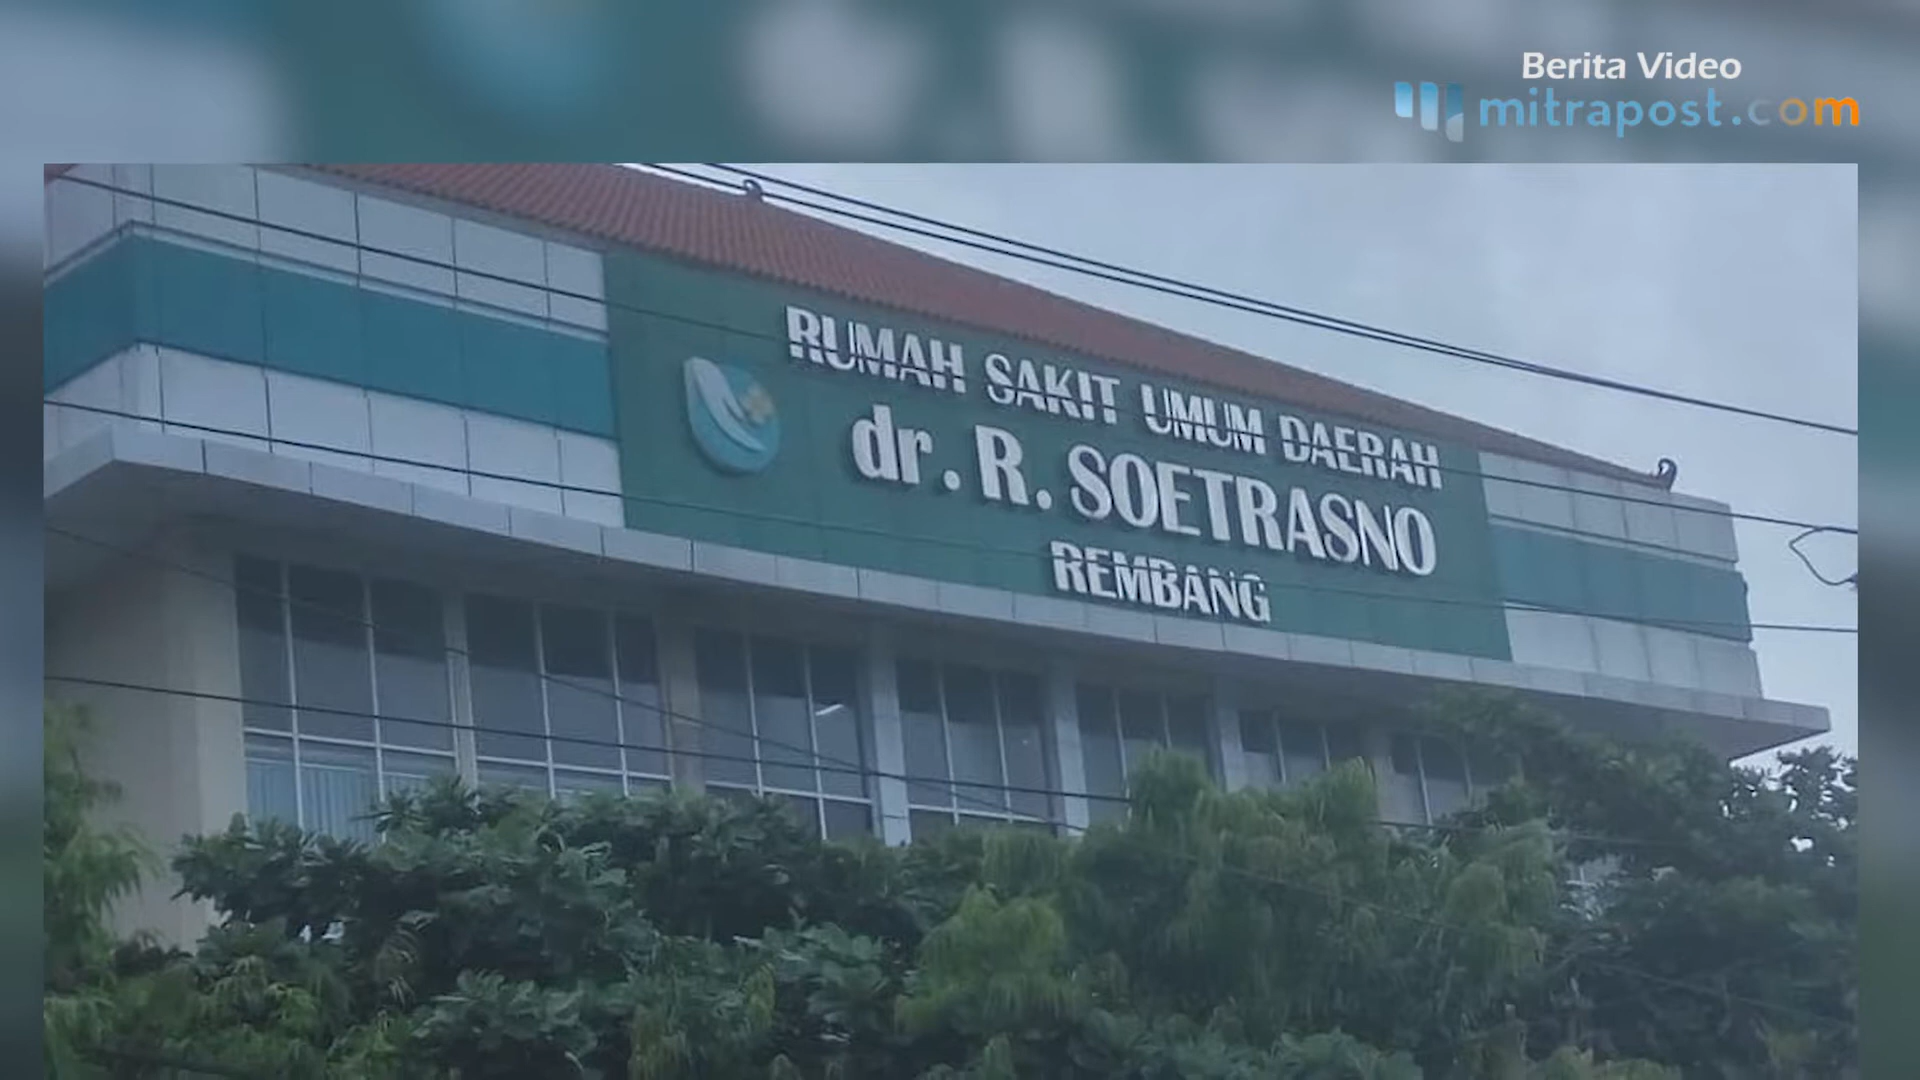 Berita Video
mitrapost.com
RUMAH SAKIT UMUM DAERAH
dr. R. SOETRASNO
REMBANG